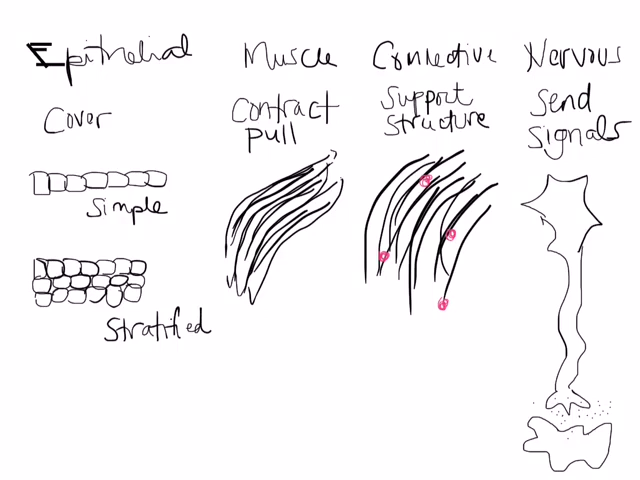 Epithelial
Cover
Simple
Stratified
Muscle
Contract
Pull
Connective
Support
Structure
Nervous
Send
Signals